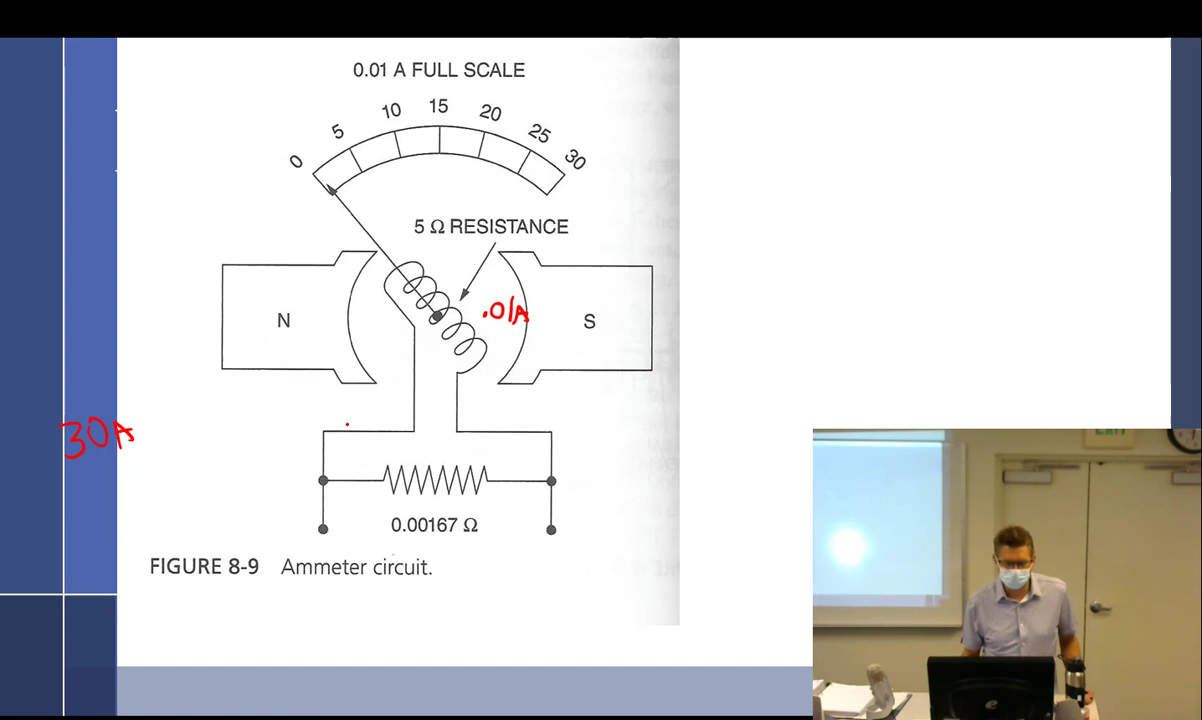 0.01 A FULL SCALE
0 5 10 15 20 25 30
5 Ω RESISTANCE
.01A
N
S
30A
0.00167 Ω
FIGURE 8-9 Ammeter circuit.
EXIT
e